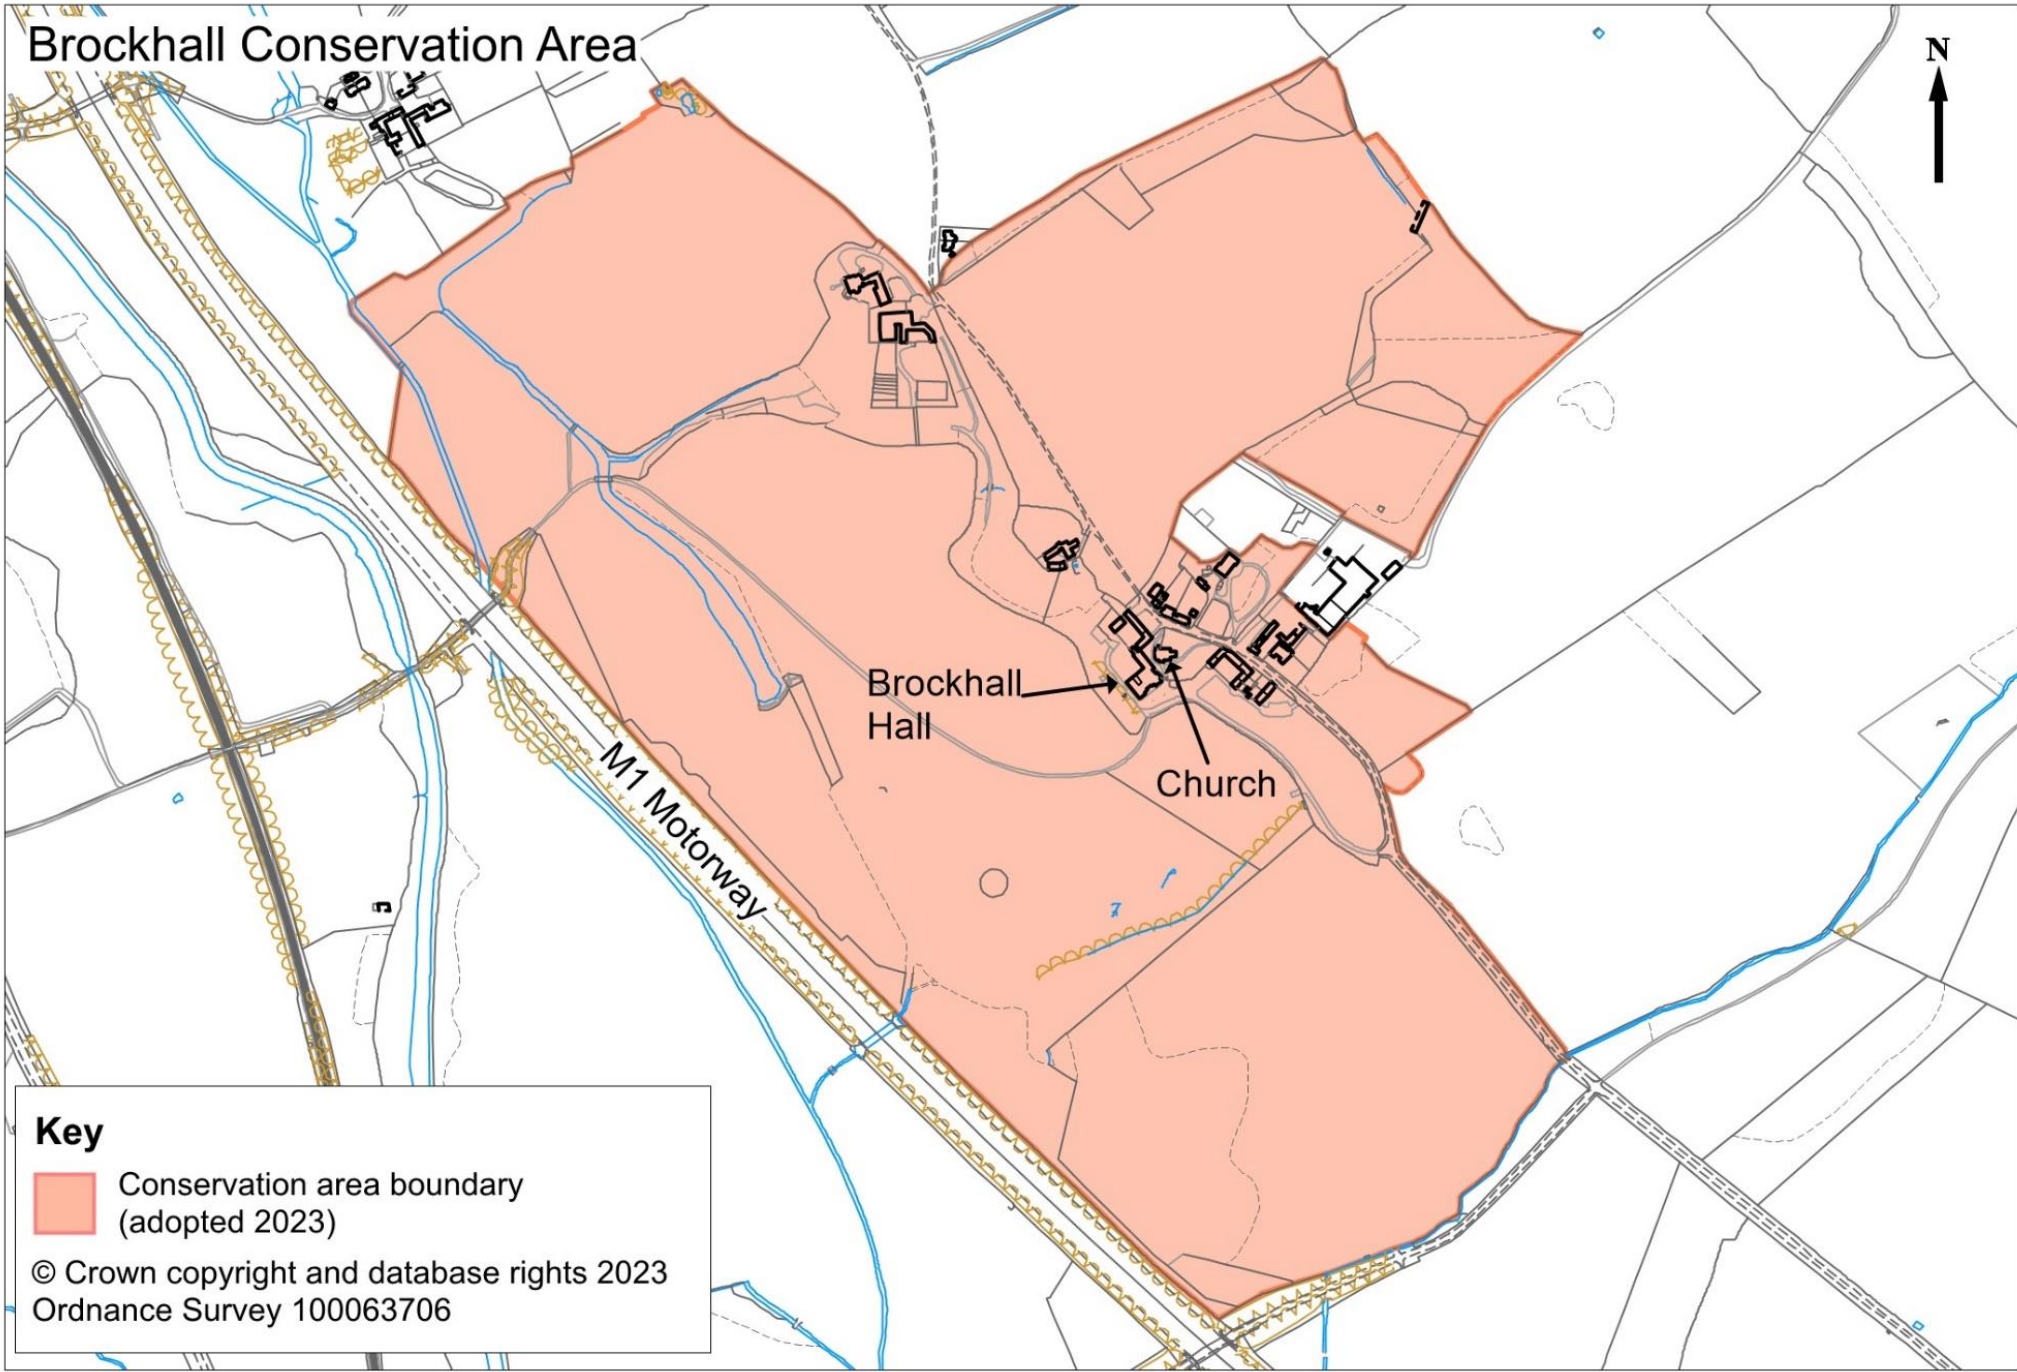 Brockhall Conservation Area
N
Brockhall
Hall
Church
M1 Motorway
Key
Conservation area boundary
(adopted 2023)
© Crown copyright and database rights 2023
Ordnance Survey 100063706